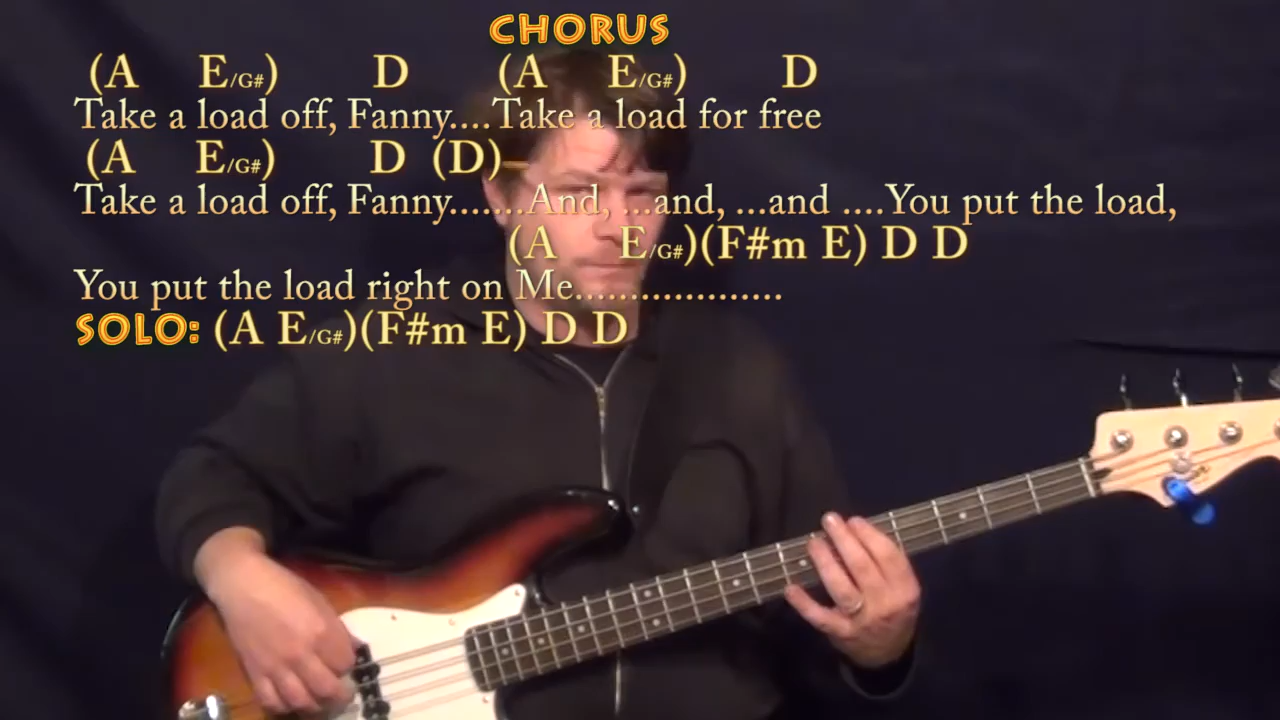 CHORUS
(A E/G#) D (A E/G#) D
Take a load off, Fanny....Take a load for free
(A E/G#) D (D)–
Take a load off, Fanny.......And, ...and, ...and ....You put the load,
(A E/G#)(F#m E) D D
You put the load right on Me...................
SOLO: (A E/G#)(F#m E) D D